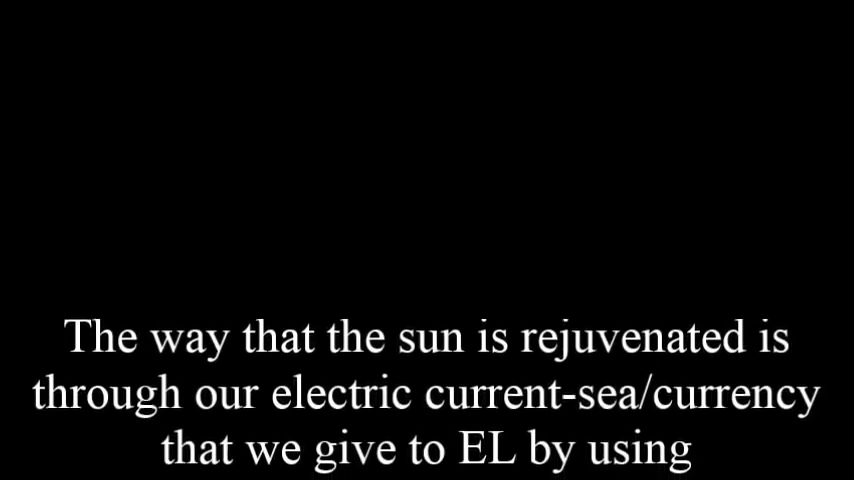 The way that the sun is rejuvenated is
through our electric current-sea/currency
that we give to EL by using